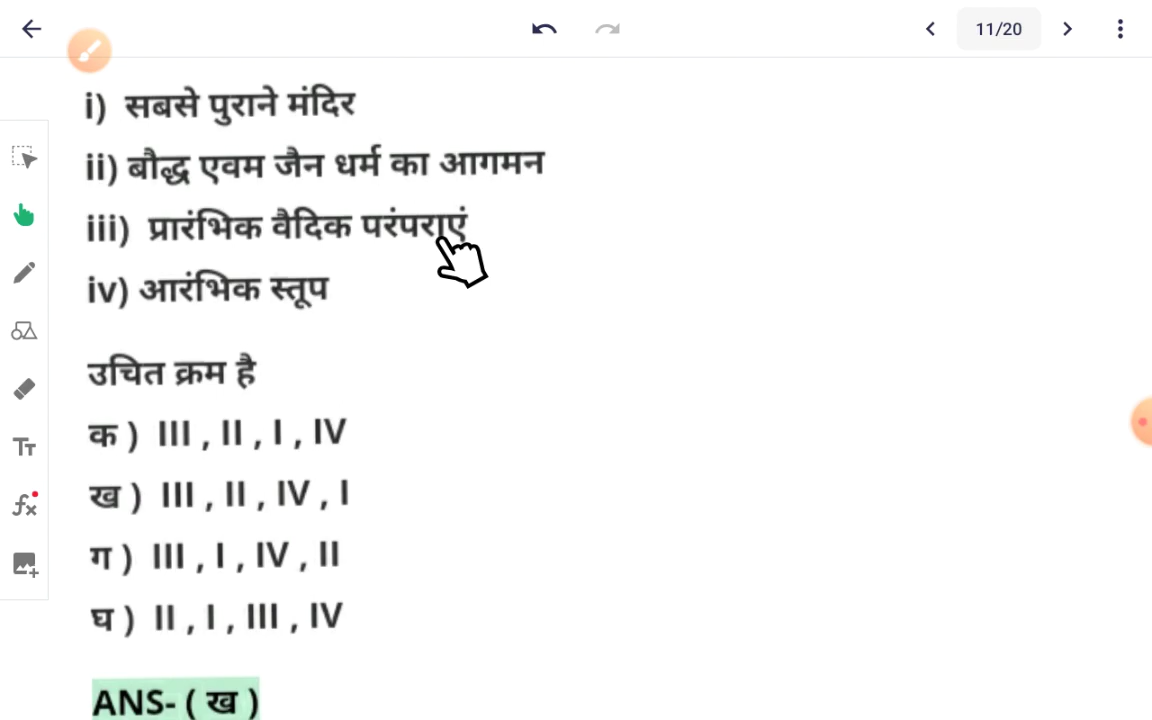 11/20
i) सबसे पुराने मंदिर
ii) बौद्ध एवम जैन धर्म का आगमन
iii) प्रारंभिक वैदिक परंपराएं
iv) आरंभिक स्तूप
उचित क्रम है
क ) III , II , I , IV
ख ) III , II , IV , I
ग ) III , I , IV , II
घ ) II , I , III , IV
ANS- ( ख )